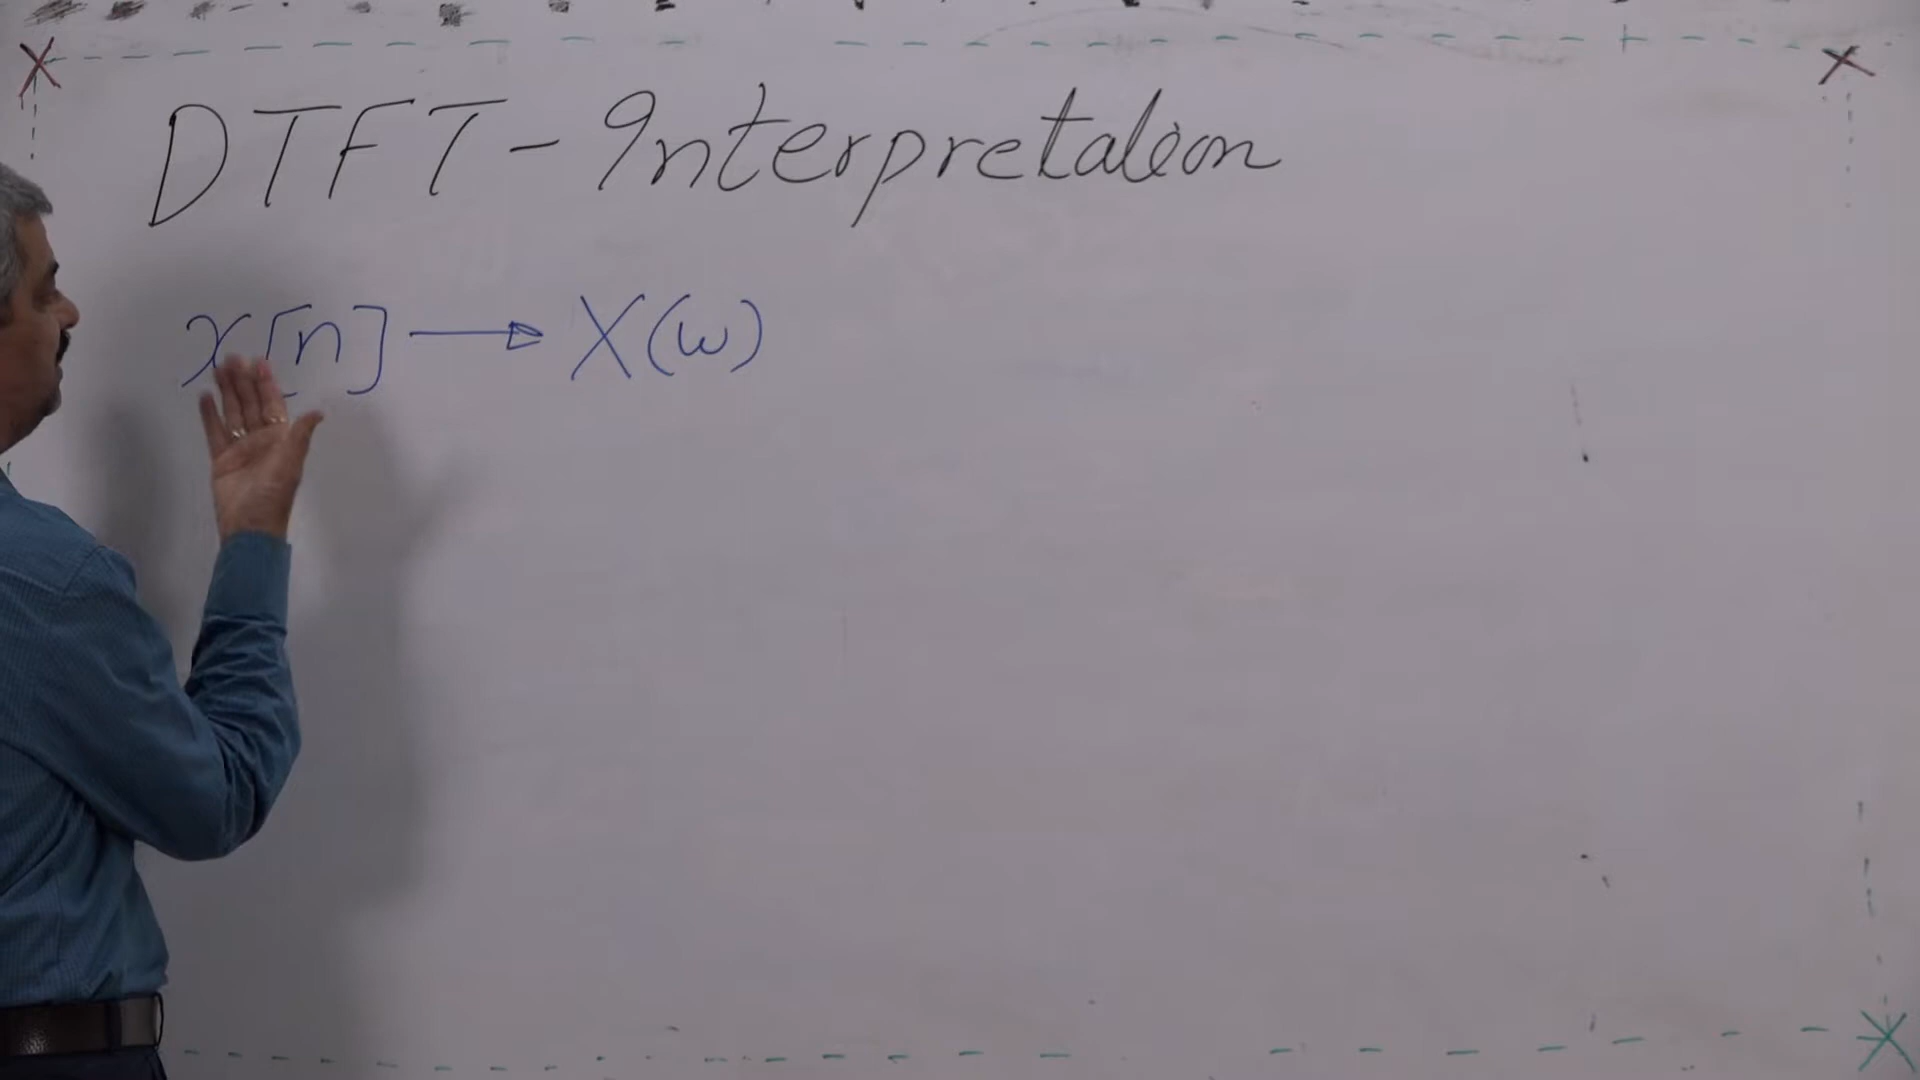 DTFT - Interpretation
x[n] → X(ω)